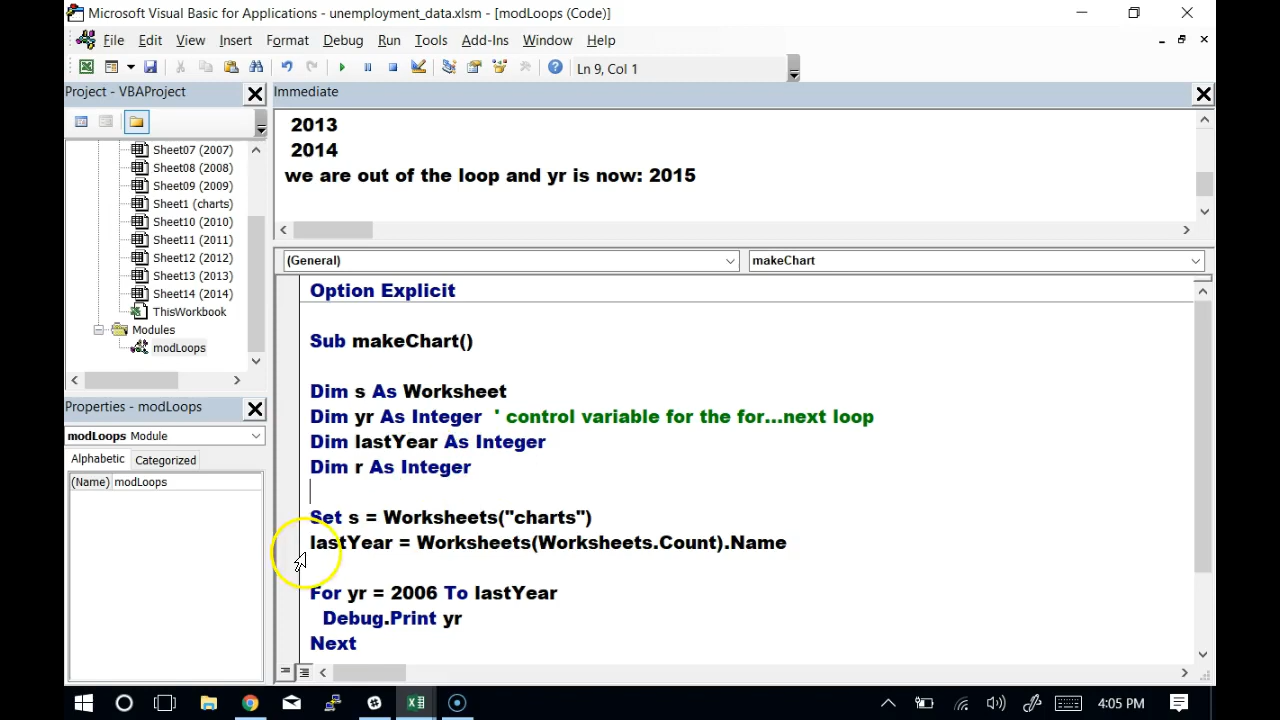 Microsoft Visual Basic for Applications - unemployment_data.xlsm - [modLoops (Code)]
File Edit View Insert Format Debug Run Tools Add-Ins Window Help
Ln 9, Col 1
Project - VBAProject
Sheet07 (2007)
Sheet08 (2008)
Sheet09 (2009)
Sheet1 (charts)
Sheet10 (2010)
Sheet11 (2011)
Sheet12 (2012)
Sheet13 (2013)
Sheet14 (2014)
ThisWorkbook
Modules
modLoops
Properties - modLoops
modLoops Module
Alphabetic Categorized
(Name) modLoops
Immediate
2013
2014
we are out of the loop and yr is now: 2015
(General) makeChart
Option Explicit
Sub makeChart()
Dim s As Worksheet
Dim yr As Integer ' control variable for the for...next loop
Dim lastYear As Integer
Dim r As Integer
Set s = Worksheets("charts")
lastYear = Worksheets(Worksheets.Count).Name
For yr = 2006 To lastYear
Debug.Print yr
Next
4:05 PM